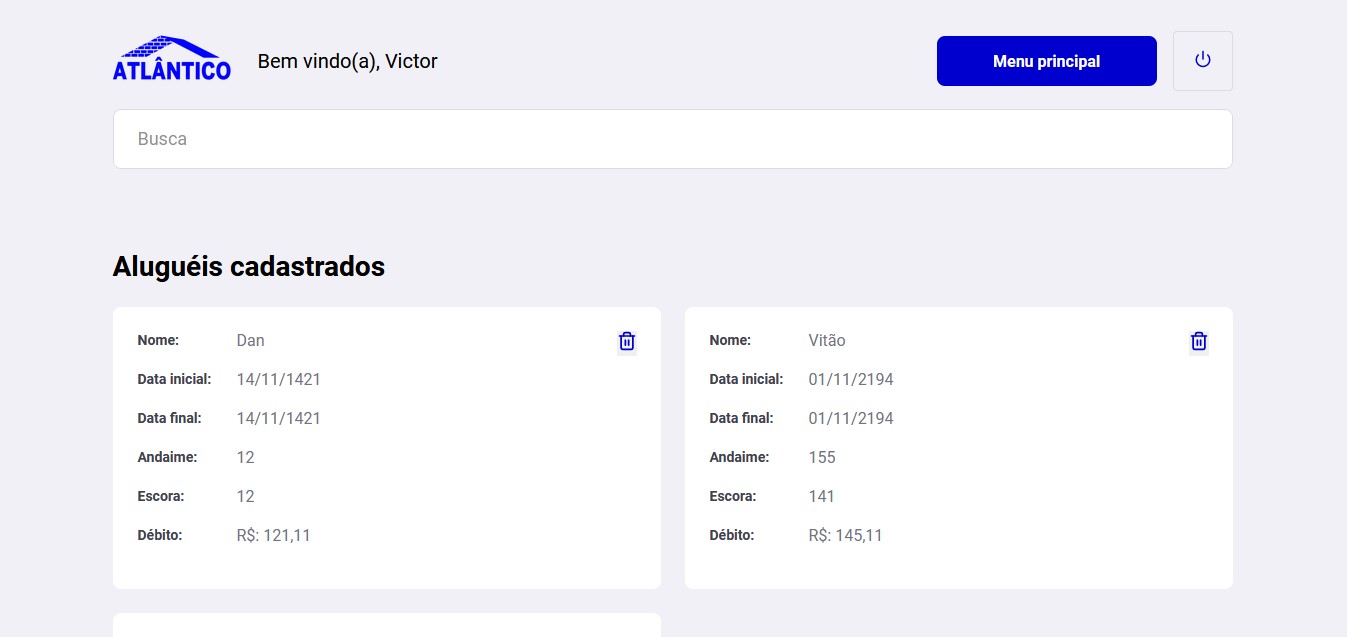 ATLÂNTICO
Bem vindo(a), Victor
Menu principal
Busca
Aluguéis cadastrados
Nome: Dan
Data inicial: 14/11/1421
Data final: 14/11/1421
Andaime: 12
Escora: 12
Débito: R$: 121,11
Nome: Vitão
Data inicial: 01/11/2194
Data final: 01/11/2194
Andaime: 155
Escora: 141
Débito: R$: 145,11